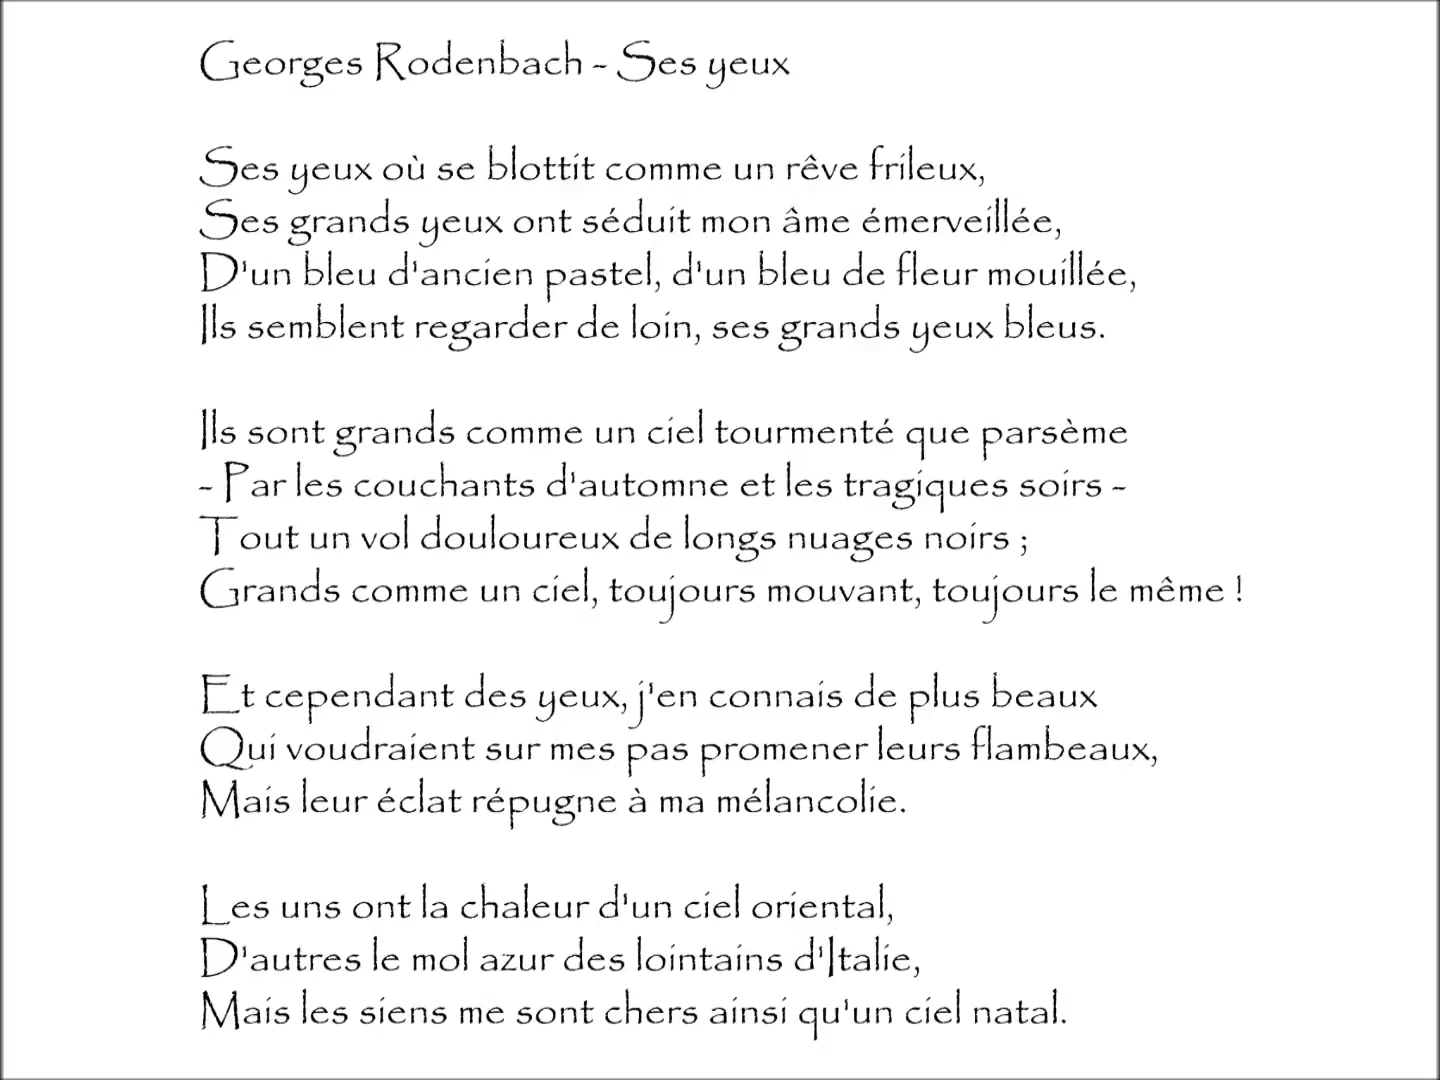 Georges Rodenbach - Ses yeux
Ses yeux où se blottit comme un rêve frileux,
Ses grands yeux ont séduit mon âme émerveillée,
D'un bleu d'ancien pastel, d'un bleu de fleur mouillée,
Ils semblent regarder de loin, ses grands yeux bleus.
Ils sont grands comme un ciel tourmenté que parsème
- Par les couchants d'automne et les tragiques soirs -
Tout un vol douloureux de longs nuages noirs ;
Grands comme un ciel, toujours mouvant, toujours le même !
Et cependant des yeux, j'en connais de plus beaux
Qui voudraient sur mes pas promener leurs flambeaux,
Mais leur éclat répugne à ma mélancolie.
Les uns ont la chaleur d'un ciel oriental,
D'autres le mol azur des lointains d'Italie,
Mais les siens me sont chers ainsi qu'un ciel natal.